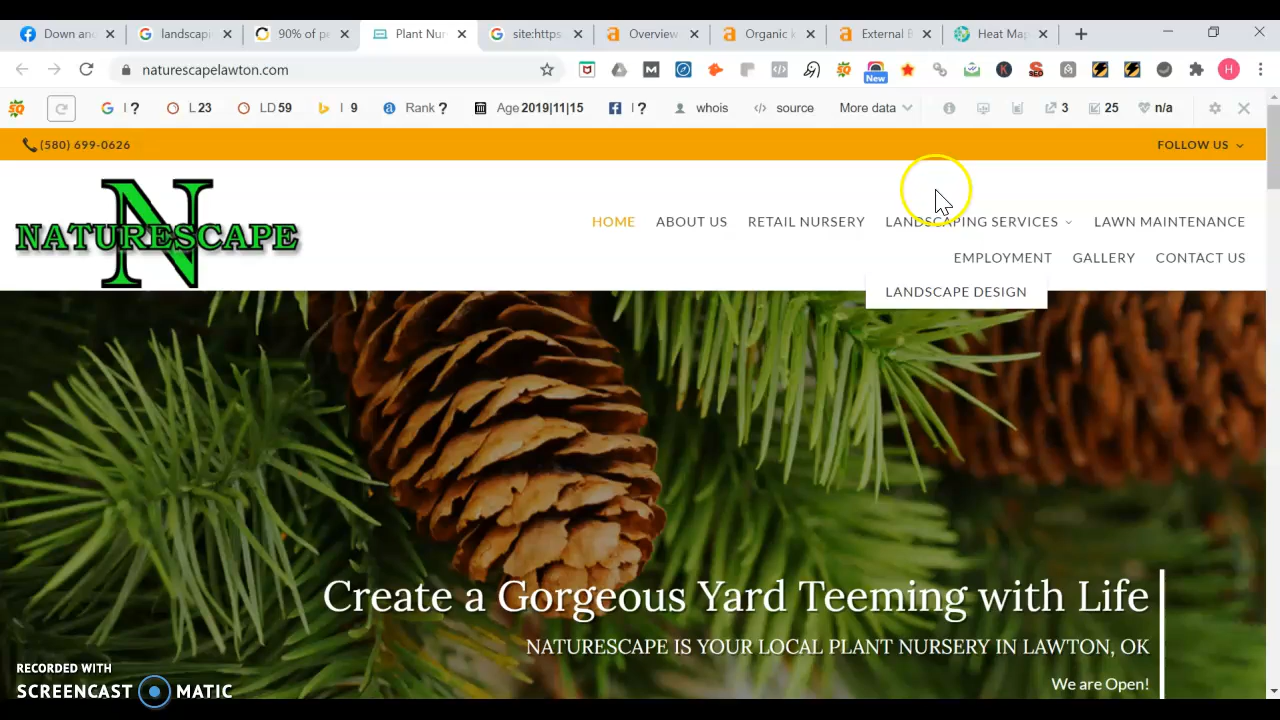 Down an
landscap
90% of pe
Plant Nur
site:https
Overview
Organic k
External B
Heat Map
naturescapelawton.com
New
H
I ?
L 23
LD 59
I 9
Rank ?
Age 2019|11|15
I ?
whois
source
More data
3
25
n/a
(580) 699-0626
FOLLOW US
N
NATURESCAPE
HOME
ABOUT US
RETAIL NURSERY
LANDSCAPING SERVICES
LAWN MAINTENANCE
EMPLOYMENT
GALLERY
CONTACT US
LANDSCAPE DESIGN
Create a Gorgeous Yard Teeming with Life
NATURESCAPE IS YOUR LOCAL PLANT NURSERY IN LAWTON, OK
We are Open!
RECORDED WITH
SCREENCAST MATIC